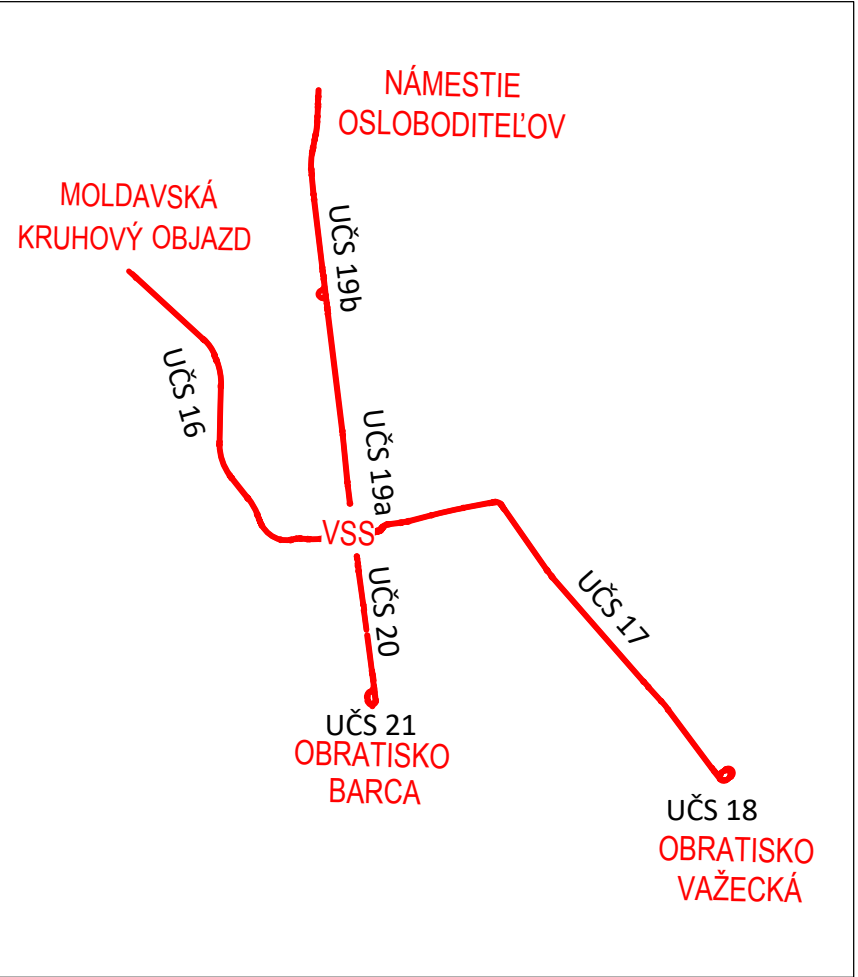 NÁMESTIE
OSLOBODITEĽOV
MOLDAVSKÁ
KRUHOVÝ OBJAZD
UČS 19b
UČS 16
UČS 19a
VSS
UČS 20
UČS 17
UČS 21
OBRATISKO
BARCA
UČS 18
OBRATISKO
VAŽECKÁ